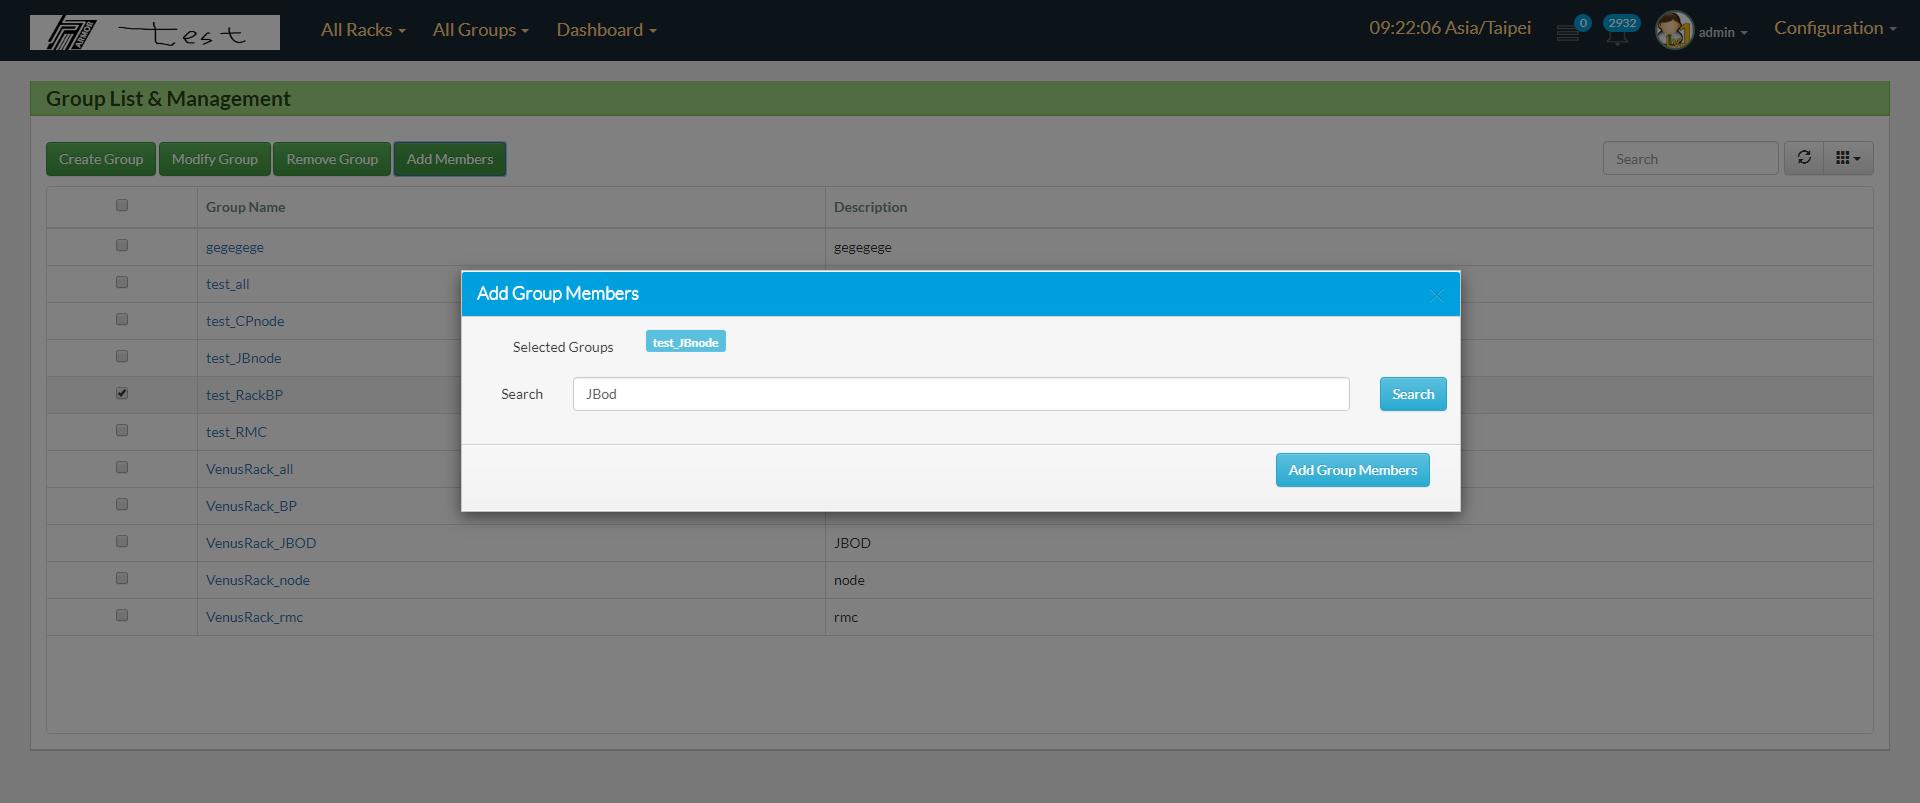 ARMOR test All Racks All Groups Dashboard 09:22:06 Asia/Taipei 0 2932 admin Configuration
Group List & Management
Create Group Modify Group Remove Group Add Members Search
Group Name Description
gegegege gegegege
test_all
Add Group Members
test_CPnode
Selected Groups test_JBnode
test_JBnode
Search JBod Search
test_RackBP
test_RMC
VenusRack_all Add Group Members
VenusRack_BP
VenusRack_JBOD JBOD
VenusRack_node node
VenusRack_rmc rmc